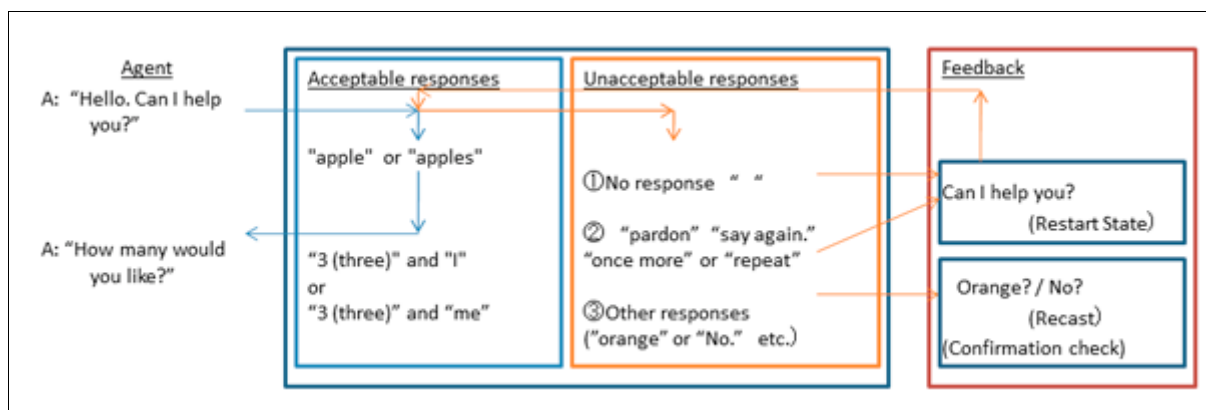 Agent
A: “Hello. Can I help
you?”
A: “How many would
you like?”
Acceptable responses
"apple" or "apples"
“3 (three)" and "I"
or
“3 (three)” and “me”
Unacceptable responses
①No response “ “
② “pardon” “say again.”
“once more” or “repeat”
③Other responses
(”orange” or “No.” etc.)
Feedback
Can I help you?
(Restart State)
Orange? / No?
(Recast)
(Confirmation check)